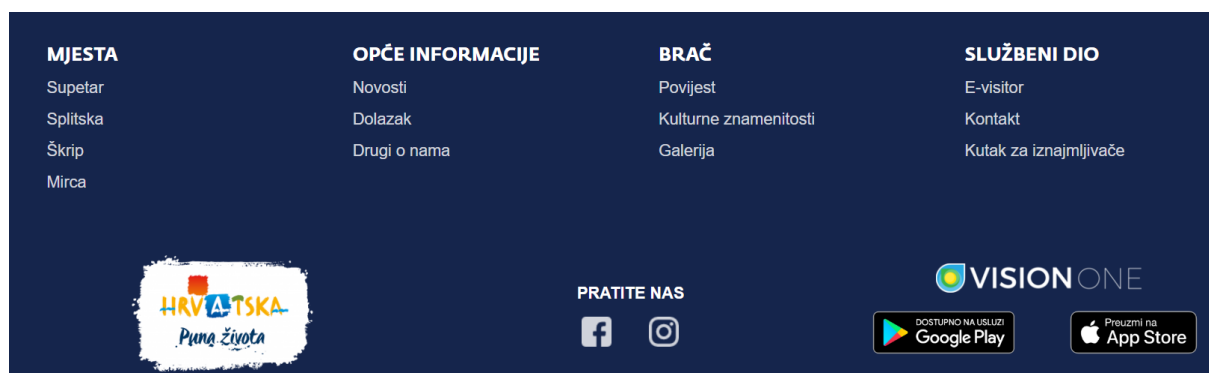 MJESTA
Supetar
Splitska
Škrip
Mirca
OPĆE INFORMACIJE
Novosti
Dolazak
Drugi o nama
BRAČ
Povijest
Kulturne znamenitosti
Galerija
SLUŽBENI DIO
E-visitor
Kontakt
Kutak za iznajmljivače
HRVATSKA
Puna života
PRATITE NAS
VISION ONE
DOSTUPNO NA USLUZI
Google Play
Preuzmi na
App Store